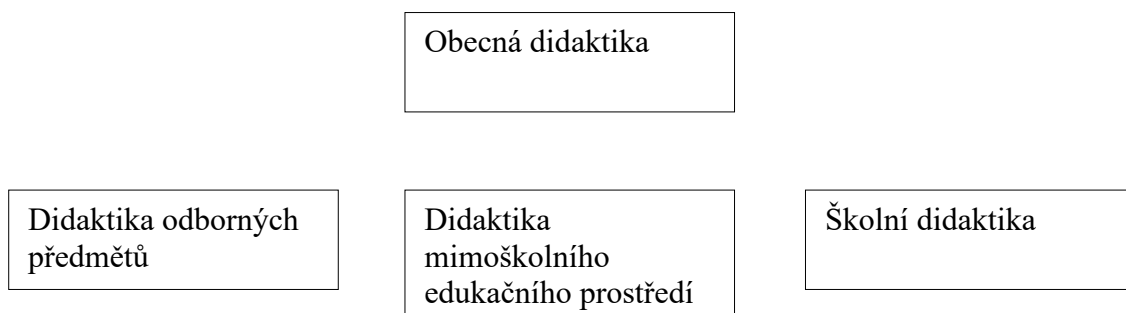 Obecná didaktika
Didaktika odborných
předmětů
Didaktika
mimoškolního
edukačního prostředí
Školní didaktika